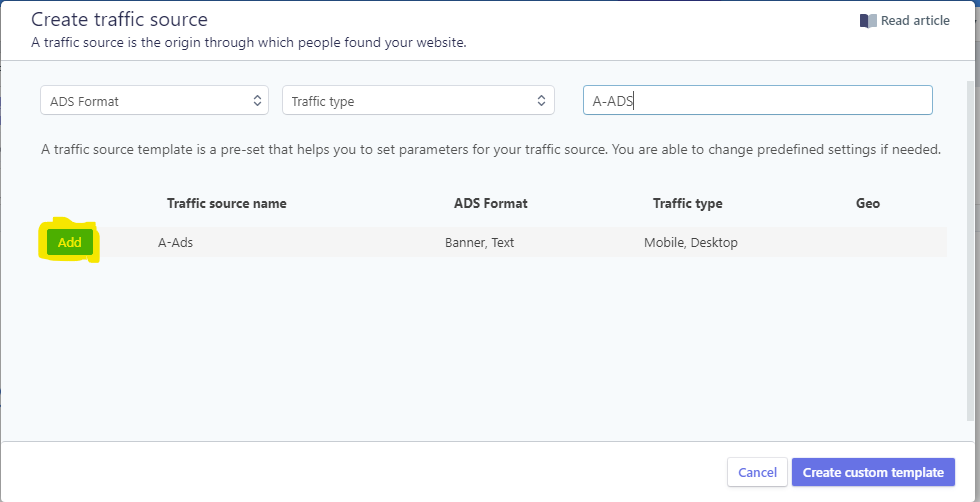 Create traffic source
Read article
A traffic source is the origin through which people found your website.
ADS Format
Traffic type
A-ADS
A traffic source template is a pre-set that helps you to set parameters for your traffic source. You are able to change predefined settings if needed.
Traffic source name ADS Format Traffic type Geo
Add A-Ads Banner, Text Mobile, Desktop
Cancel Create custom template